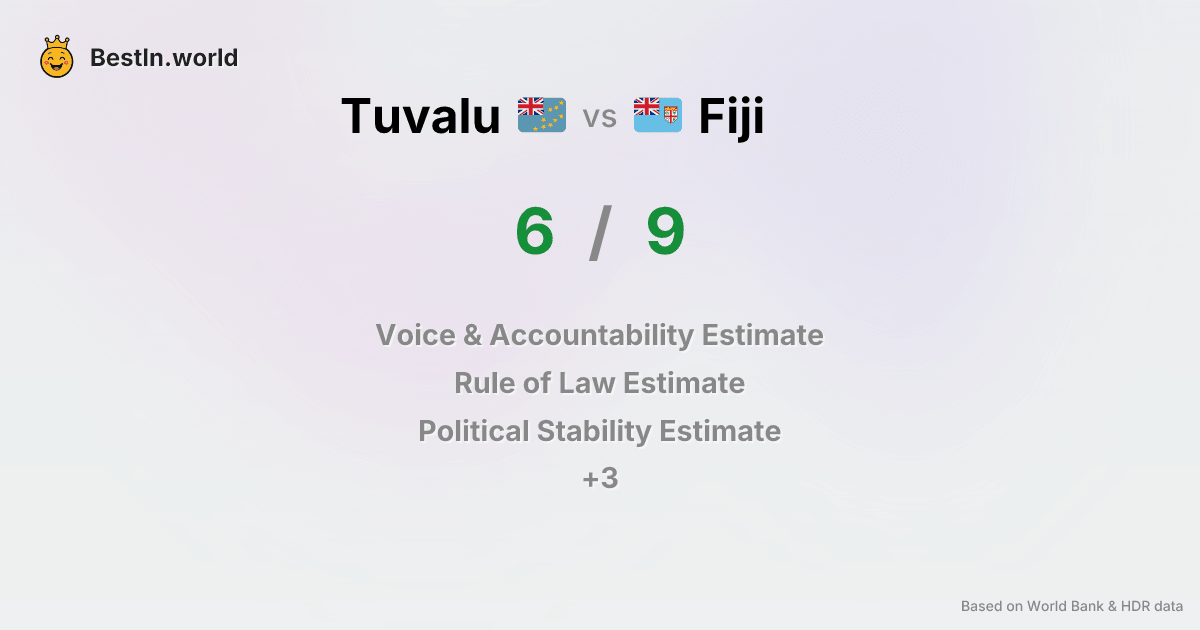 BestIn.world
Tuvalu vs Fiji
6 / 9
Voice & Accountability Estimate
Rule of Law Estimate
Political Stability Estimate
+3
Based on World Bank & HDR data